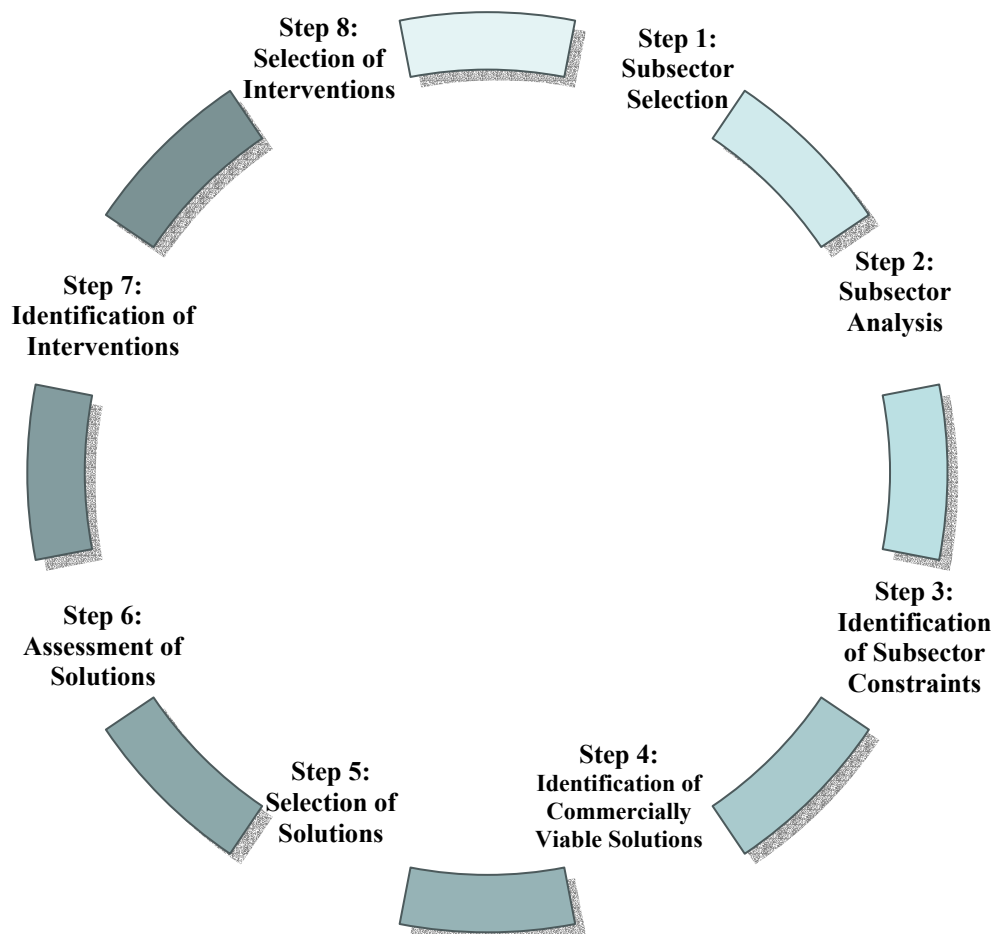 Step 1:
Subsector
Selection
Step 2:
Subsector
Analysis
Step 3:
Identification
of Subsector
Constraints
Step 4:
Identification of
Commercially
Viable Solutions
Step 5:
Selection of
Solutions
Step 6:
Assessment of
Solutions
Step 7:
Identification of
Interventions
Step 8:
Selection of
Interventions